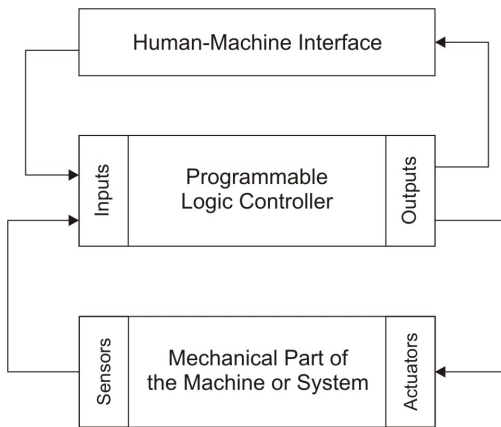 Human-Machine Interface
Inputs
Programmable
Logic Controller
Outputs
Sensors
Mechanical Part of
the Machine or System
Actuators